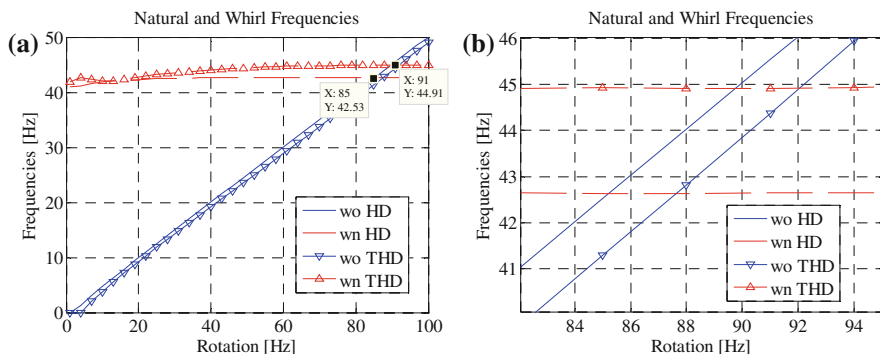 Natural and Whirl Frequencies
(a)
50
40
30
20
10
0
Frequencies [Hz]
X: 85
Y: 42.53
X: 91
Y: 44.91
wo HD
wn HD
wo THD
wn THD
0
20
40
60
80
100
Rotation [Hz]
Natural and Whirl Frequencies
(b)
46
45
44
43
42
41
Frequencies [Hz]
wo HD
wn HD
wo THD
wn THD
84
86
88
90
92
94
Rotation [Hz]